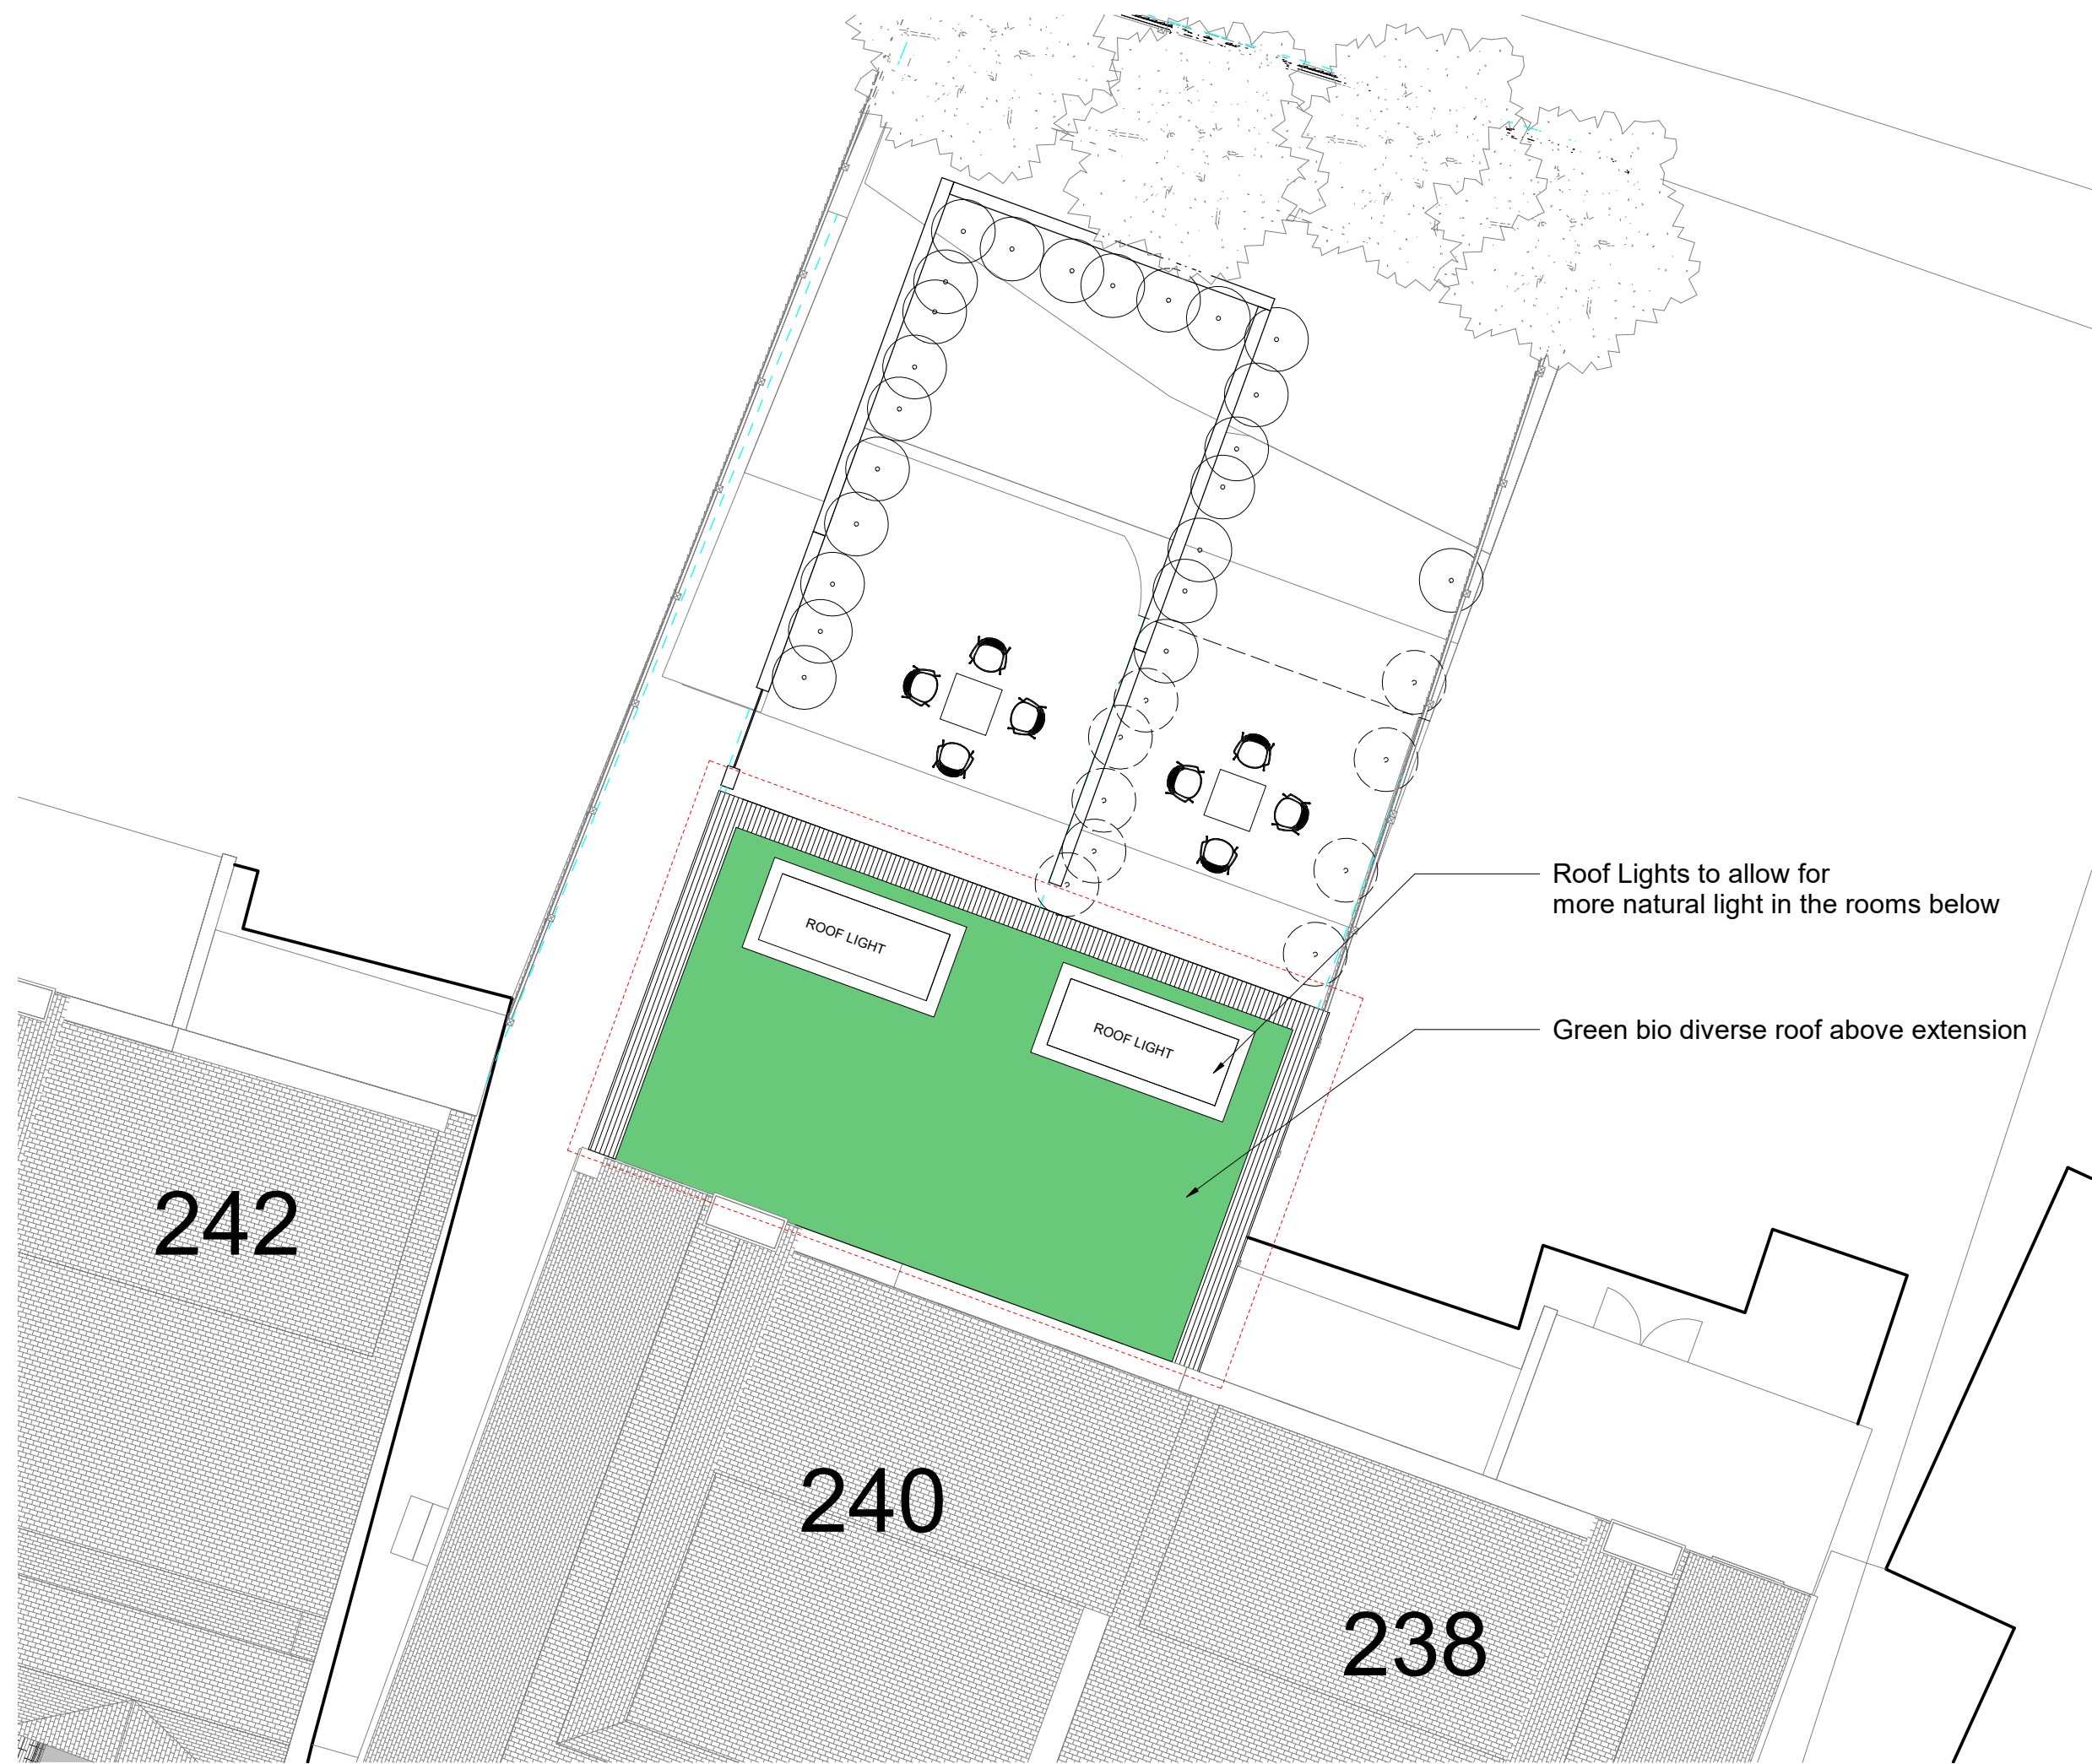 Roof Lights to allow for
more natural light in the rooms below
ROOF LIGHT
ROOF LIGHT
Green bio diverse roof above extension
242
240
238